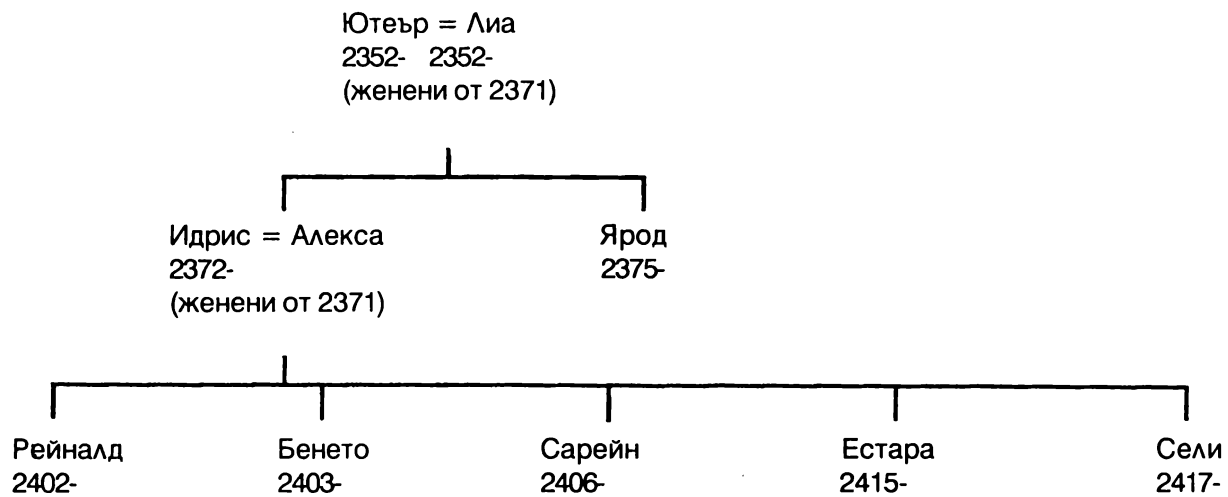 Ютеър = Лиа
2352- 2352-
(женени от 2371)
Идрис = Алекса
2372-
(женени от 2371)
Ярод
2375-
Рейналд
2402-
Бенето
2403-
Сарейн
2406-
Естара
2415-
Сели
2417-